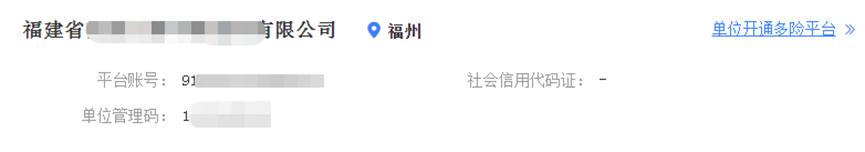 福建省 有限公司 福州 单位开通多险平台
平台账号： 91 社会信用代码证： -
单位管理码： 1